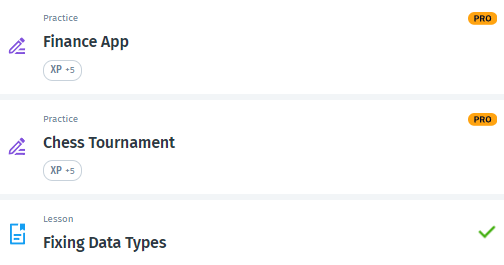 Practice
PRO
Finance App
XP +5
Practice
PRO
Chess Tournament
XP +5
Lesson
Fixing Data Types